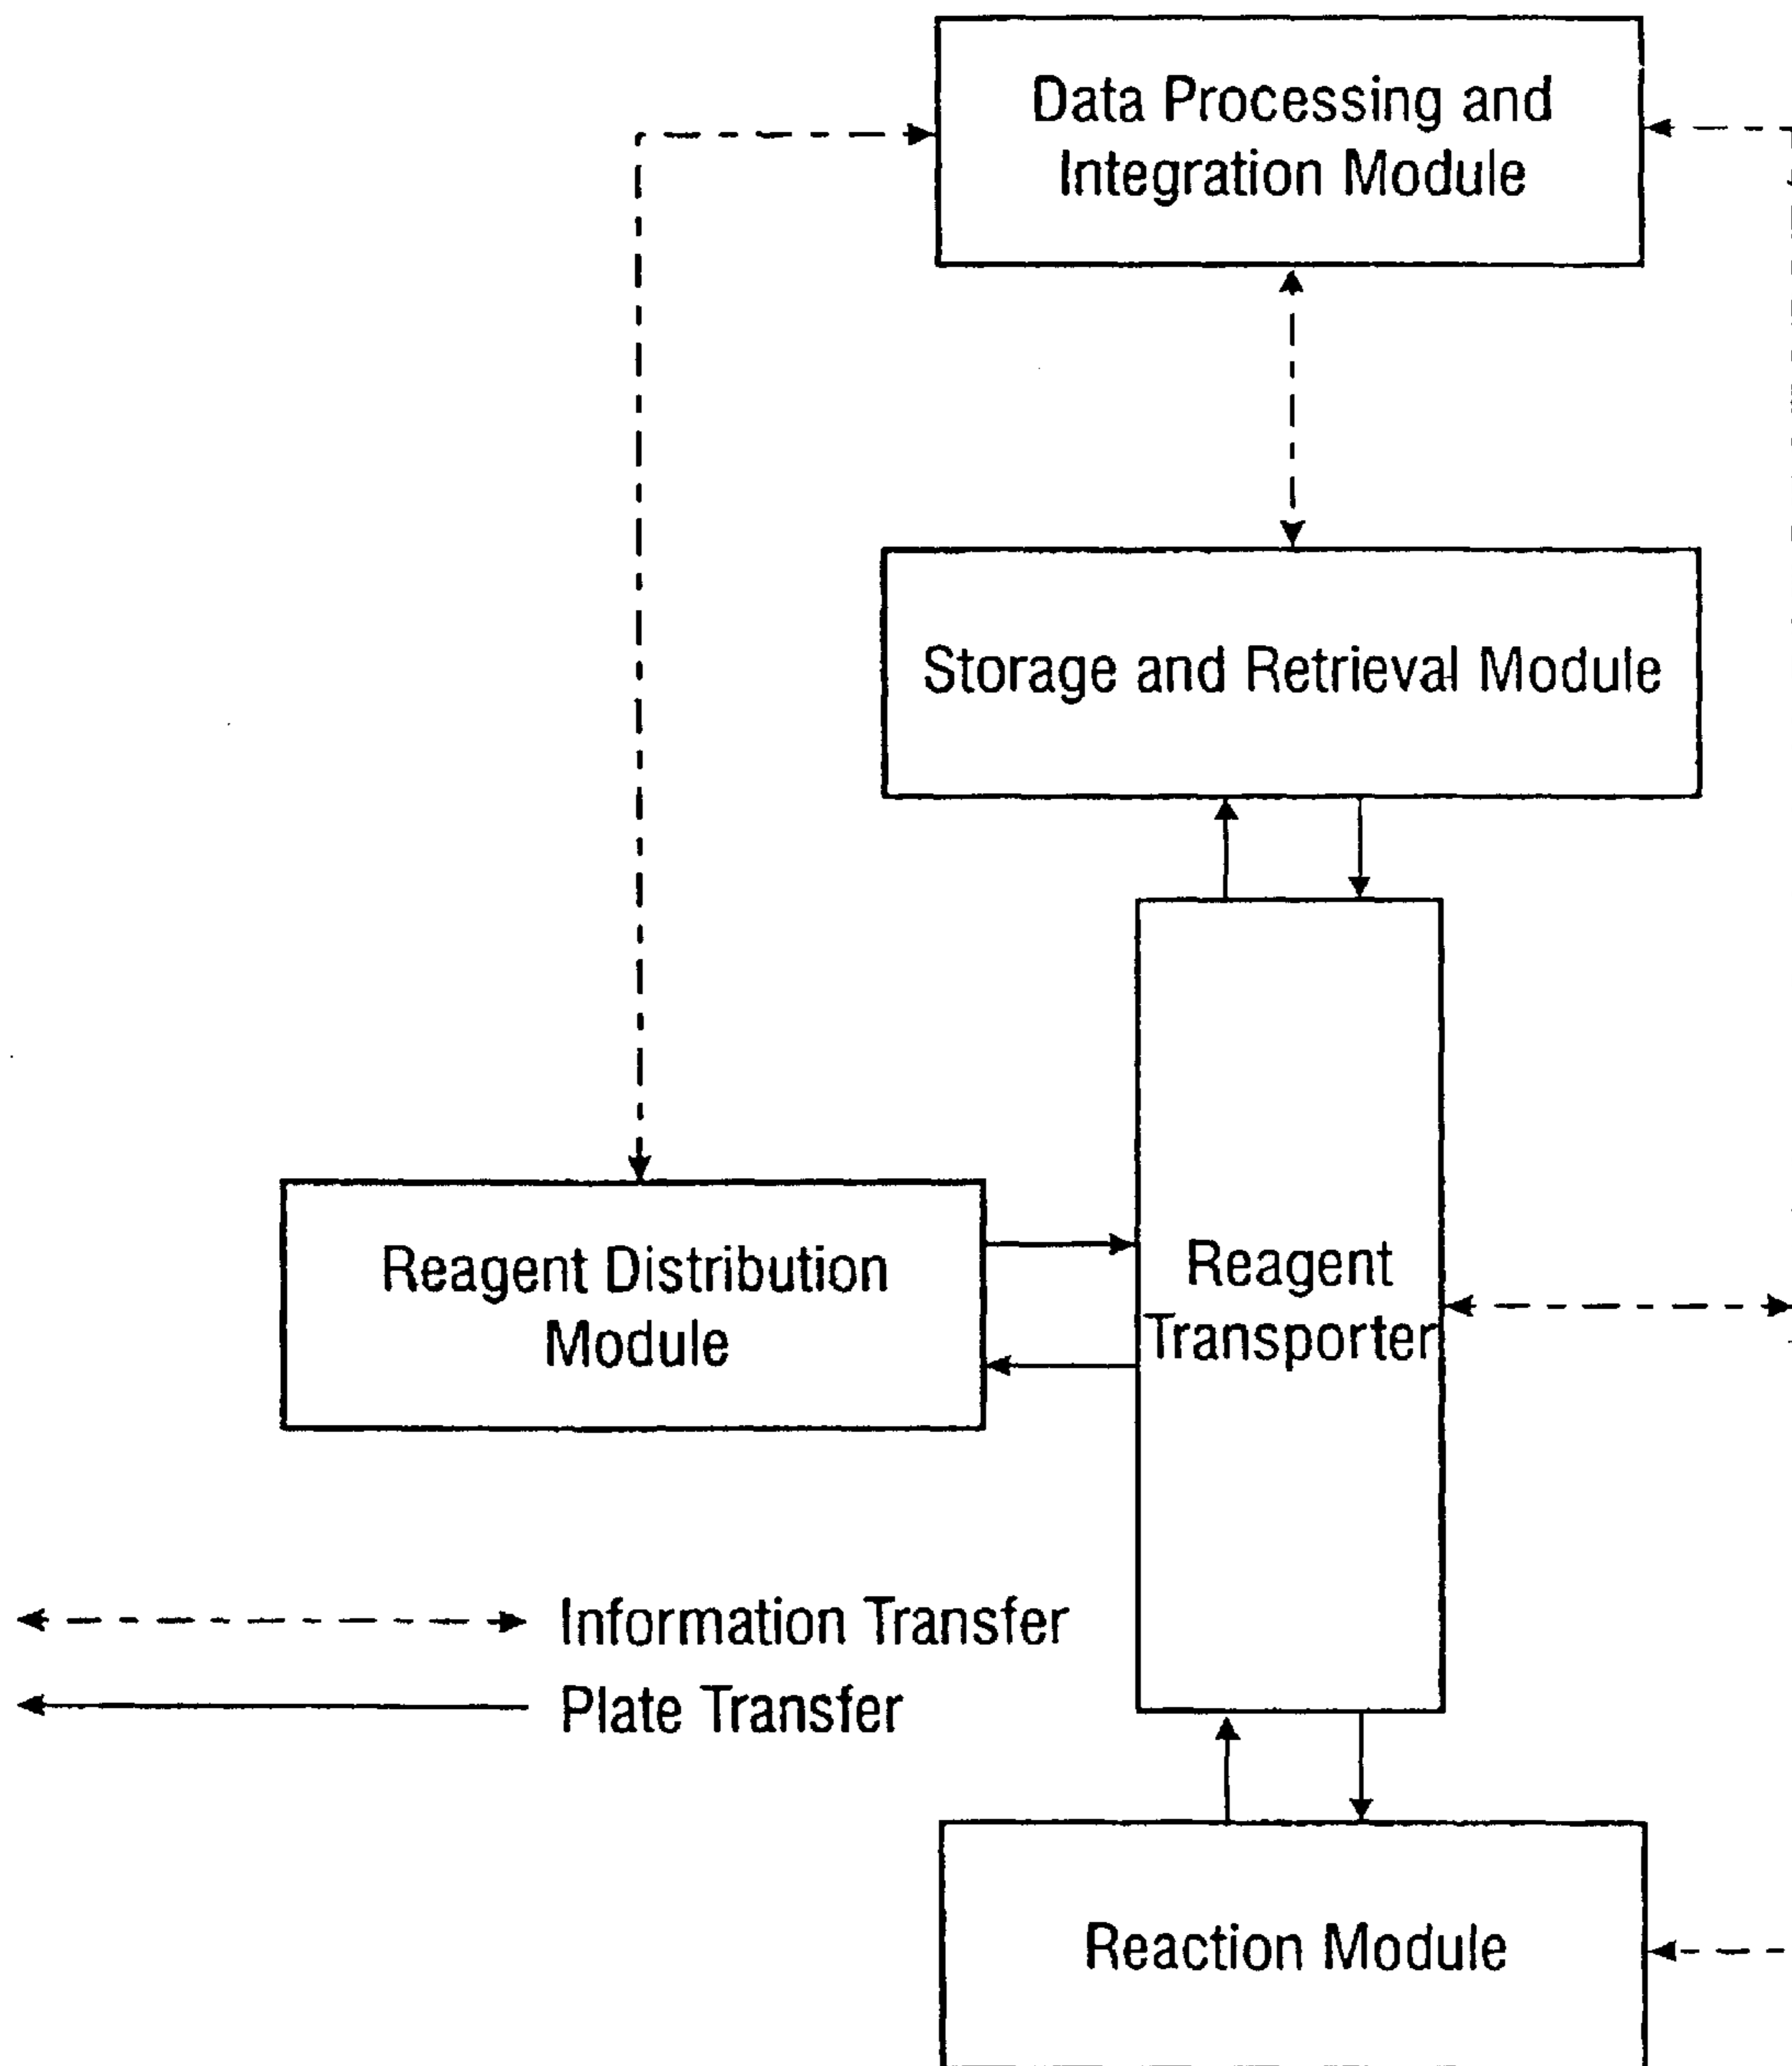 Data Processing and
Integration Module
Storage and Retrieval Module
Reagent Distribution
Module
Reagent
Transporter
Information Transfer
Plate Transfer
Reaction Module